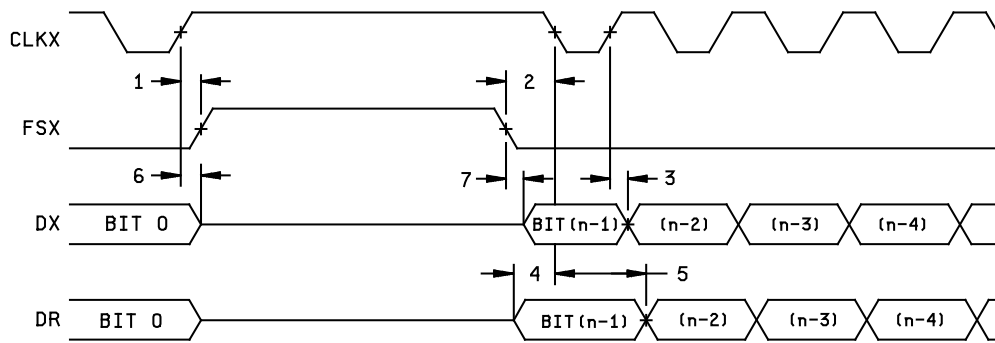 CLKX
1 2
FSX
6 7 3
DX BIT 0 BIT(n-1) (n-2) (n-3) (n-4)
4 5
DR BIT 0 BIT(n-1) (n-2) (n-3) (n-4)